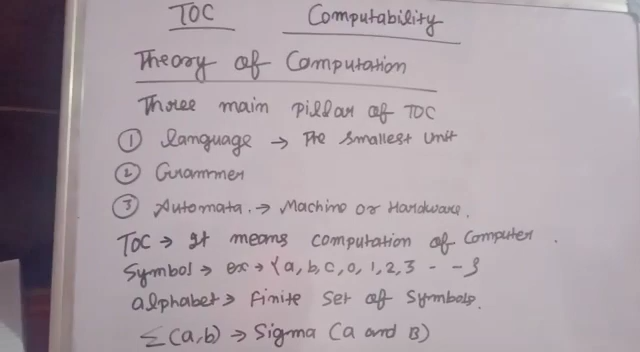 TOC Computability
Theory of Computation
Three main pillar of TOC
① language → The smallest unit
② Grammer
③ Automata. → Machine or Hardware.
TOC → It means computation of computer.
Symbol → ex → {a, b, c, 0, 1, 2, 3 - - }
alphabet → Finite set of symbols.
Σ(a,b) → Sigma (a and B)